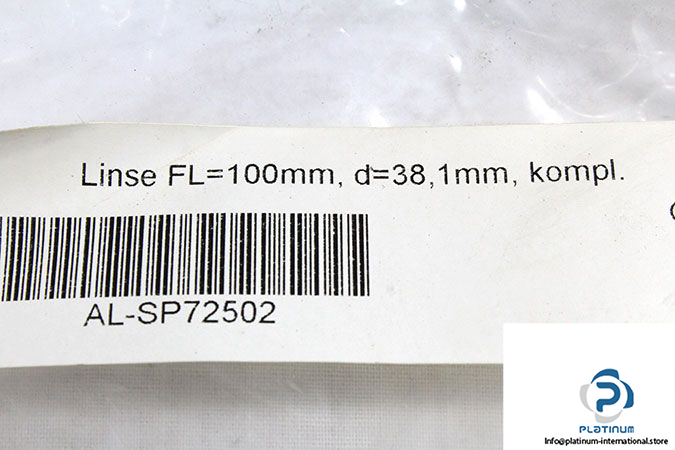 Linse FL=100mm, d=38,1mm, kompl.
AL-SP72502
PLATINUM
Info@platinum-international.store